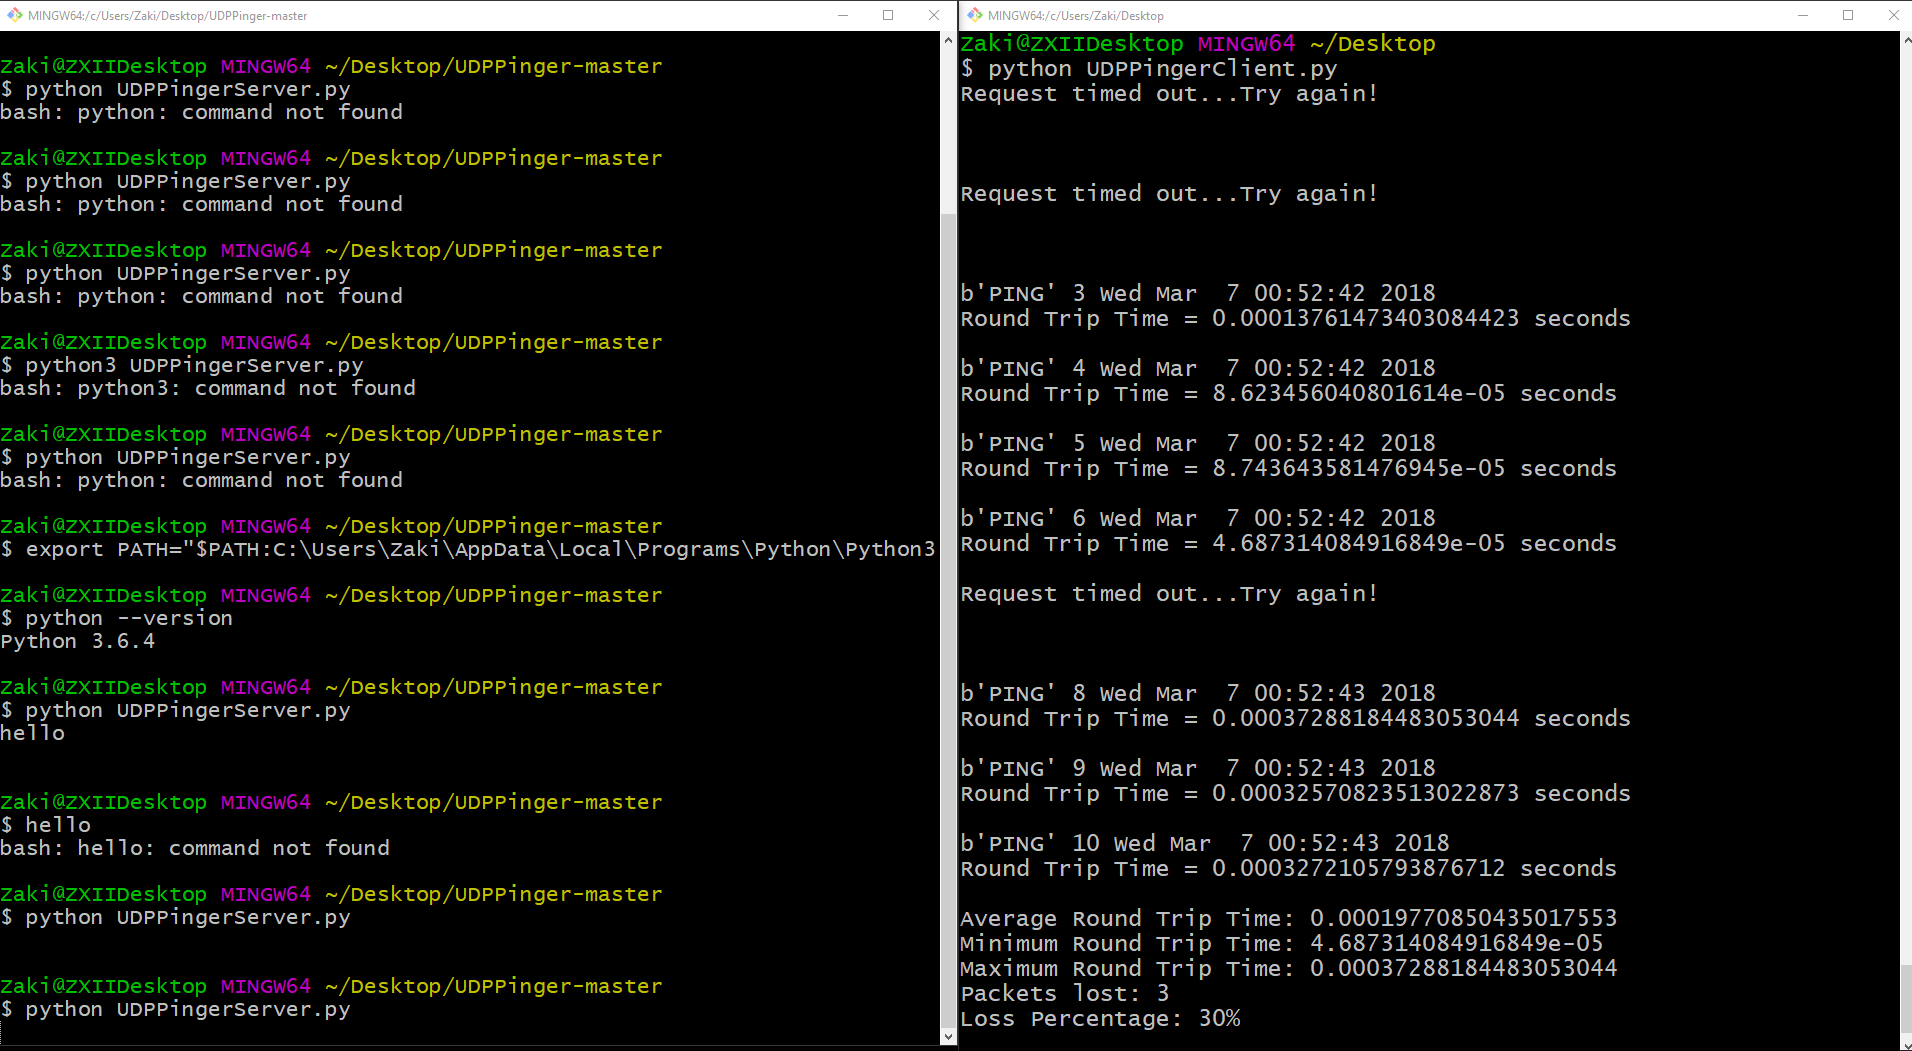 MINGW64:/c/Users/Zaki/Desktop/UDPPinger-master
Zaki@ZXIIDesktop MINGW64 ~/Desktop/UDPPinger-master
$ python UDPPingerServer.py
bash: python: command not found
Zaki@ZXIIDesktop MINGW64 ~/Desktop/UDPPinger-master
$ python UDPPingerServer.py
bash: python: command not found
Zaki@ZXIIDesktop MINGW64 ~/Desktop/UDPPinger-master
$ python UDPPingerServer.py
bash: python: command not found
Zaki@ZXIIDesktop MINGW64 ~/Desktop/UDPPinger-master
$ python3 UDPPingerServer.py
bash: python3: command not found
Zaki@ZXIIDesktop MINGW64 ~/Desktop/UDPPinger-master
$ python UDPPingerServer.py
bash: python: command not found
Zaki@ZXIIDesktop MINGW64 ~/Desktop/UDPPinger-master
$ export PATH="$PATH:C:\Users\Zaki\AppData\Local\Programs\Python\Python3
Zaki@ZXIIDesktop MINGW64 ~/Desktop/UDPPinger-master
$ python --version
Python 3.6.4
Zaki@ZXIIDesktop MINGW64 ~/Desktop/UDPPinger-master
$ python UDPPingerServer.py
hello
Zaki@ZXIIDesktop MINGW64 ~/Desktop/UDPPinger-master
$ hello
bash: hello: command not found
Zaki@ZXIIDesktop MINGW64 ~/Desktop/UDPPinger-master
$ python UDPPingerServer.py
Zaki@ZXIIDesktop MINGW64 ~/Desktop/UDPPinger-master
$ python UDPPingerServer.py
MINGW64:/c/Users/Zaki/Desktop
Zaki@ZXIIDesktop MINGW64 ~/Desktop
$ python UDPPingerClient.py
Request timed out...Try again!
Request timed out...Try again!
b'PING' 3 Wed Mar  7 00:52:42 2018
Round Trip Time = 0.00013761473403084423 seconds
b'PING' 4 Wed Mar  7 00:52:42 2018
Round Trip Time = 8.623456040801614e-05 seconds
b'PING' 5 Wed Mar  7 00:52:42 2018
Round Trip Time = 8.743643581476945e-05 seconds
b'PING' 6 Wed Mar  7 00:52:42 2018
Round Trip Time = 4.687314084916849e-05 seconds
Request timed out...Try again!
b'PING' 8 Wed Mar  7 00:52:43 2018
Round Trip Time = 0.00037288184483053044 seconds
b'PING' 9 Wed Mar  7 00:52:43 2018
Round Trip Time = 0.00032570823513022873 seconds
b'PING' 10 Wed Mar  7 00:52:43 2018
Round Trip Time = 0.0003272105793876712 seconds
Average Round Trip Time: 0.00019770850435017553
Minimum Round Trip Time: 4.687314084916849e-05
Maximum Round Trip Time: 0.00037288184483053044
Packets lost: 3
Loss Percentage: 30%